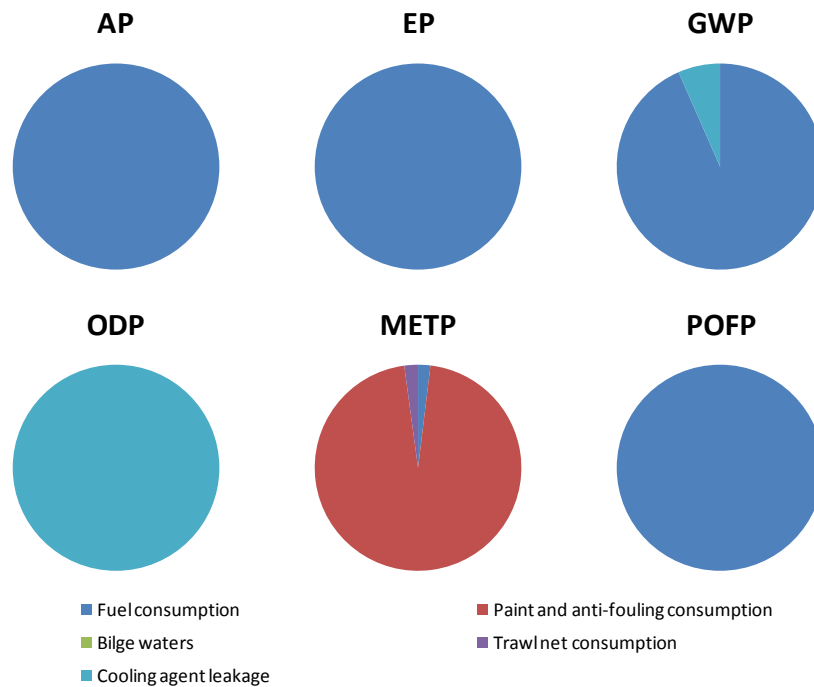 AP
EP
GWP
ODP
METP
POFP
Fuel consumption
Paint and anti-fouling consumption
Bilge waters
Trawl net consumption
Cooling agent leakage